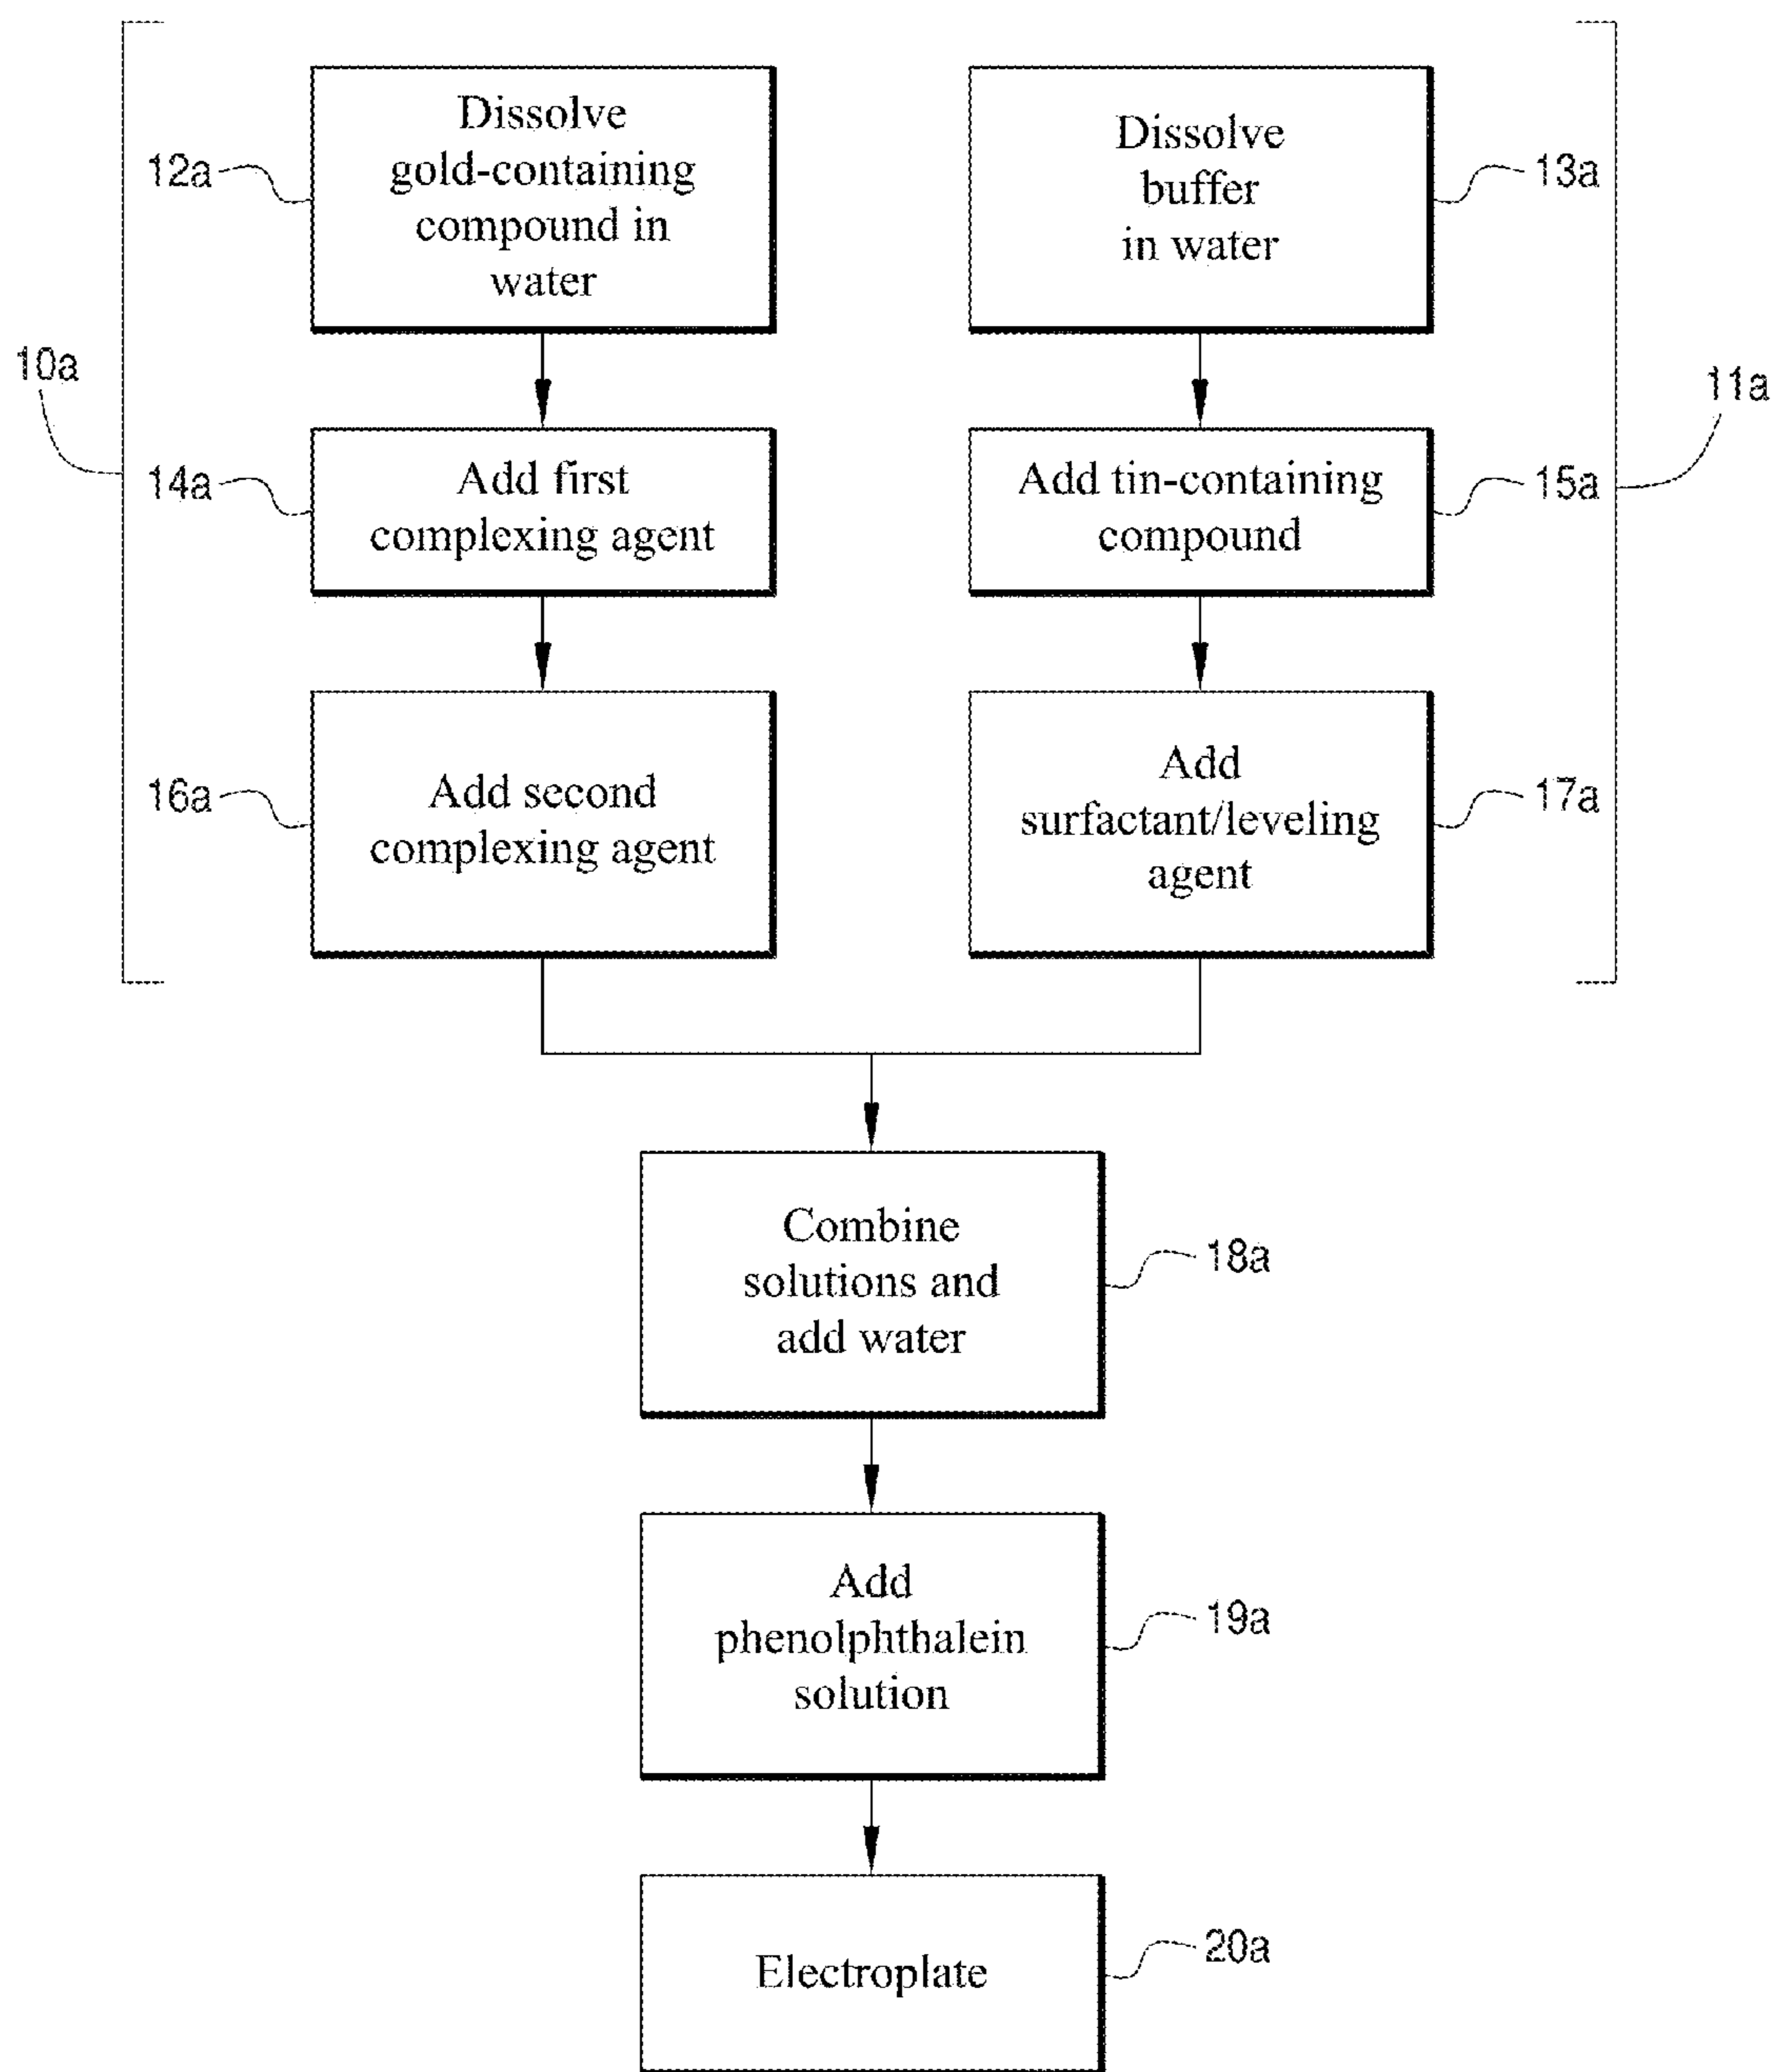 10a
12a
Dissolve
gold-containing
compound in
water
14a
Add first
complexing agent
16a
Add second
complexing agent
Dissolve
buffer
in water
13a
Add tin-containing
compound
15a
Add
surfactant/leveling
agent
17a
11a
Combine
solutions and
add water
18a
Add
phenolphthalein
solution
19a
Electroplate
20a